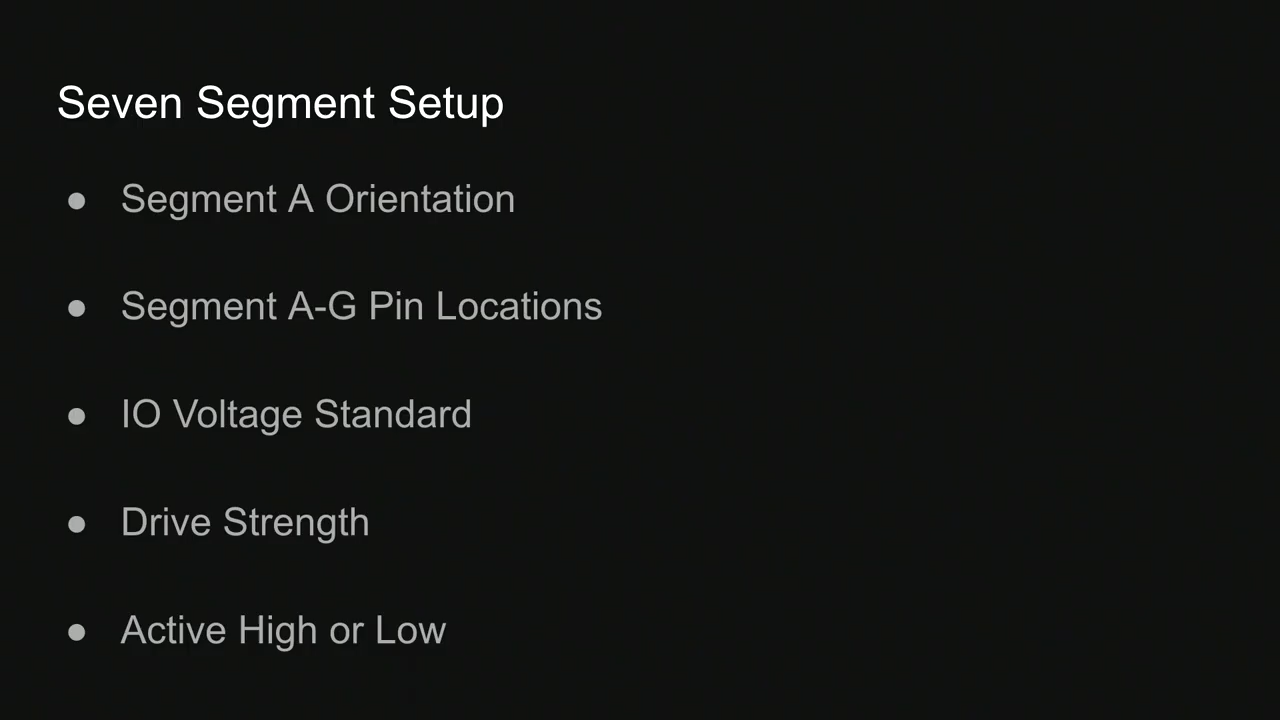 Seven Segment Setup
● Segment A Orientation
● Segment A-G Pin Locations
● IO Voltage Standard
● Drive Strength
● Active High or Low